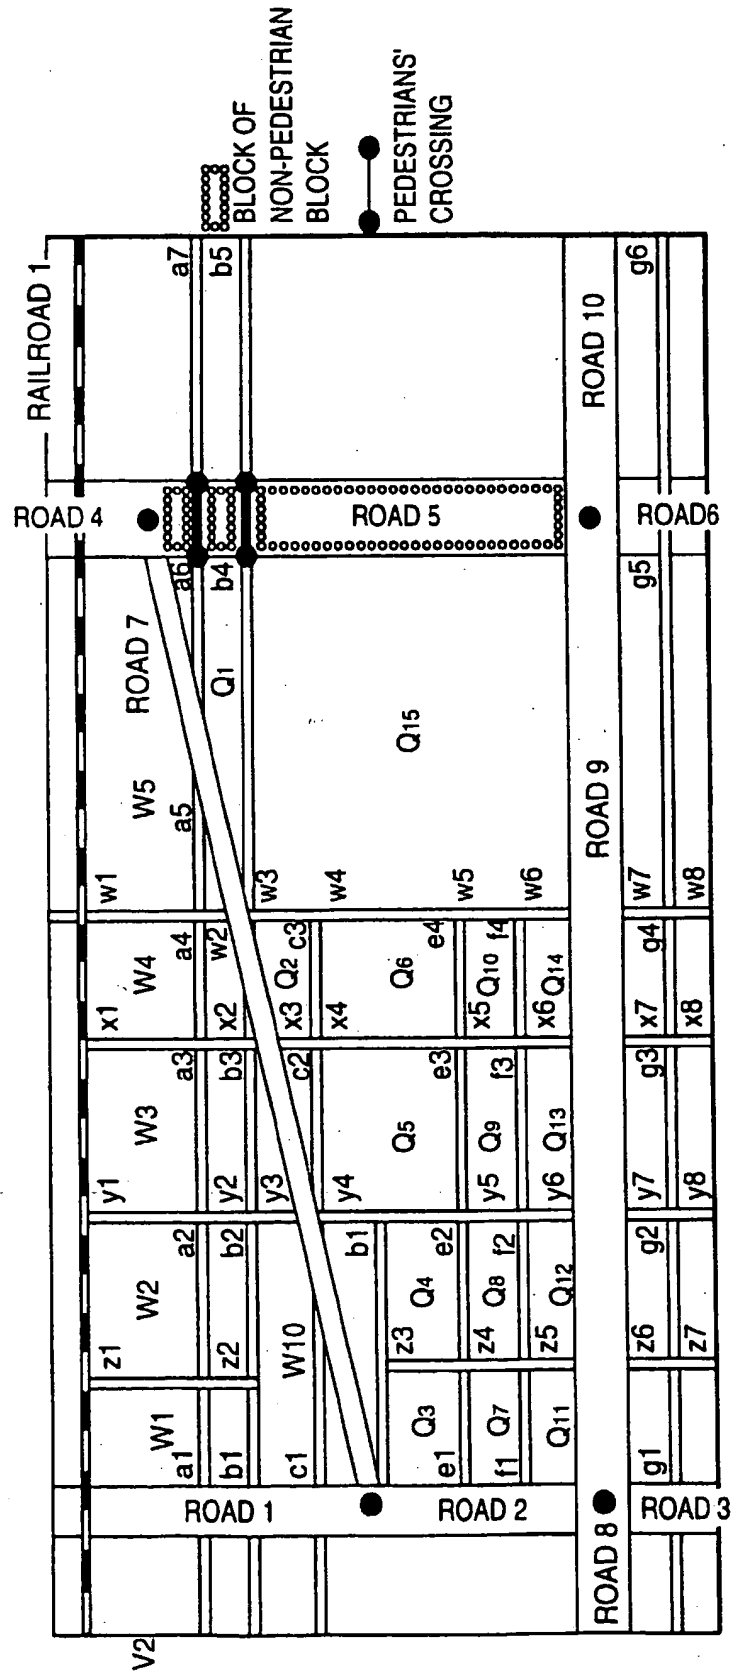 RAILROAD 1
BLOCK OF
NON-PEDESTRIAN
BLOCK
PEDESTRIANS'
CROSSING
V2
ROAD 4
ROAD 7
ROAD 5
ROAD6
ROAD 1
ROAD 2
ROAD 3
ROAD 8
ROAD 9
ROAD 10
z1
y1
x1
w1
W1
W2
W3
W4
W5
a1
a2
a3
a4
a5
a6
a7
z2
y2
x2
w2
b1
b2
b3
Q1
b4
b5
W10
y3
x3
w3
Q2
c1
c2
c3
b1
y4
x4
w4
z3
Q3
Q4
Q5
Q6
Q15
e1
e2
e3
e4
z4
y5
x5
w5
Q7
Q8
Q9
Q10
f1
f2
f3
f4
z5
y6
x6
w6
Q11
Q12
Q13
Q14
z6
y7
x7
w7
g1
g2
g3
g4
g5
g6
z7
y8
x8
w8